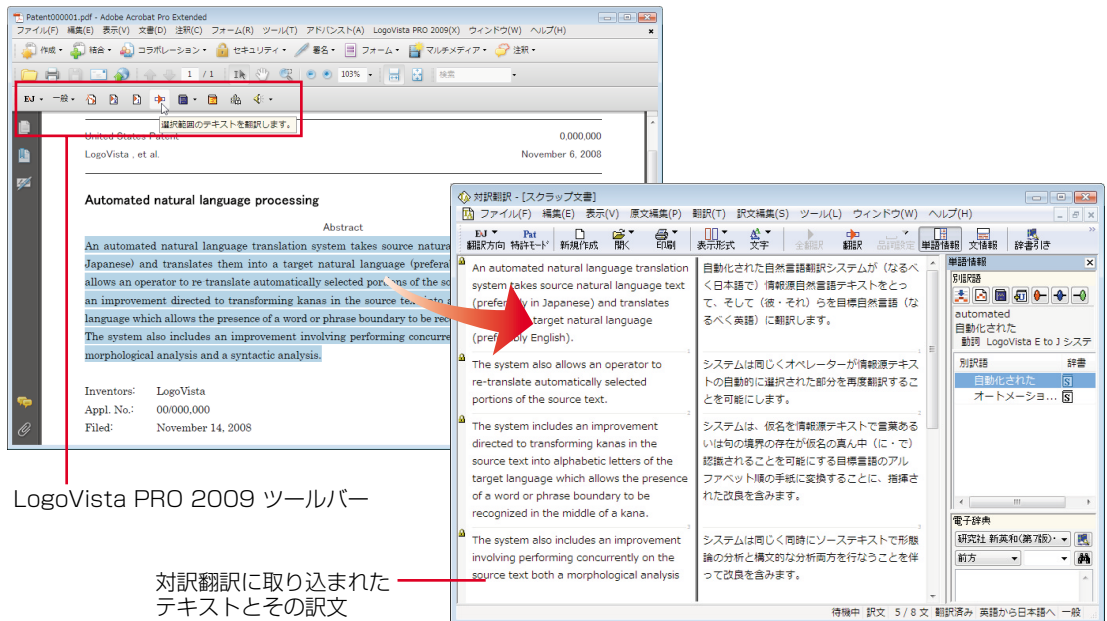 Patent000001.pdf - Adobe Acrobat Pro Extended
ファイル(F) 編集(E) 表示(V) 文書(D) 注釈(C) フォーム(R) ツール(T) アドバンスト(A) LogoVista PRO 2009(X) ウィンドウ(W) ヘルプ(H)
作成 結合 コラボレーション セキュリティ 署名 フォーム マルチメディア 注釈
1 / 1 103% 検索
EJ 一般
選択範囲のテキストを翻訳します。
United States Patent 0,000,000
LogoVista , et al. November 6, 2008
Automated natural language processing
Abstract
An automated natural language translation system takes source natura
Japanese) and translates them into a target natural language (prefera
allows an operator to re translate automatically selected portions of the so
an improvement directed to transforming kanas in the source text into a
language which allows the presence of a word or phrase boundary to be rec
The system also includes an improvement involving performing concurre
morphological analysis and a syntactic analysis.
Inventors: LogoVista
Appl. No.: 00/000,000
Filed: November 14, 2008
LogoVista PRO 2009 ツールバー
対訳翻訳に取り込まれた
テキストとその訳文
対訳翻訳 - [スクラップ文書]
ファイル(F) 編集(E) 表示(V) 原文編集(P) 翻訳(T) 訳文編集(S) ツール(L) ウィンドウ(W) ヘルプ(H)
EJ Pat
翻訳方向 特許モード 新規作成 開く 印刷 表示形式 文字 全翻訳 翻訳 品詞設定 単語情報 文情報 辞書引き
An automated natural language translation
system takes source natural language text
(preferably in Japanese) and translates
target natural language
(preferably English).
The system also allows an operator to
re-translate automatically selected
portions of the source text.
The system includes an improvement
directed to transforming kanas in the
source text into alphabetic letters of the
target language which allows the presence
of a word or phrase boundary to be
recognized in the middle of a kana.
The system also includes an improvement
involving performing concurrently on the
source text both a morphological analysis
自動化された自然言語翻訳システムが（なるべ
く日本語で）情報源自然言語語テキストをとっ
て、そして（彼・それ）らを目標自然言語（な
るべく英語）に翻訳します。
システムは同じくオペレーターが情報源テキス
トの自動的に選択された部分を再度翻訳するこ
とを可能にします。
システムは、仮名を情報源テキストで言葉ある
いは句の境界の存在が仮名の真ん中（に・で）
認識されることを可能にする目標言語のアル
ファベット順の手紙に変換することに、指揮さ
れた改良を含みます。
システムは同じく同時にソーステキストで形態
論の分析と構文的な分析両方を行なうことを伴
って改良を含みます。
単語情報
別訳語
automated
自動化された
動詞 LogoVista E to J システ
別訳語 辞書
自動化された S
オートメーショ... S
電子辞典
研究社 新英和(第7版)
前方
待機中 訳文 5 / 8 文 翻訳済み 英語から日本語へ 一般